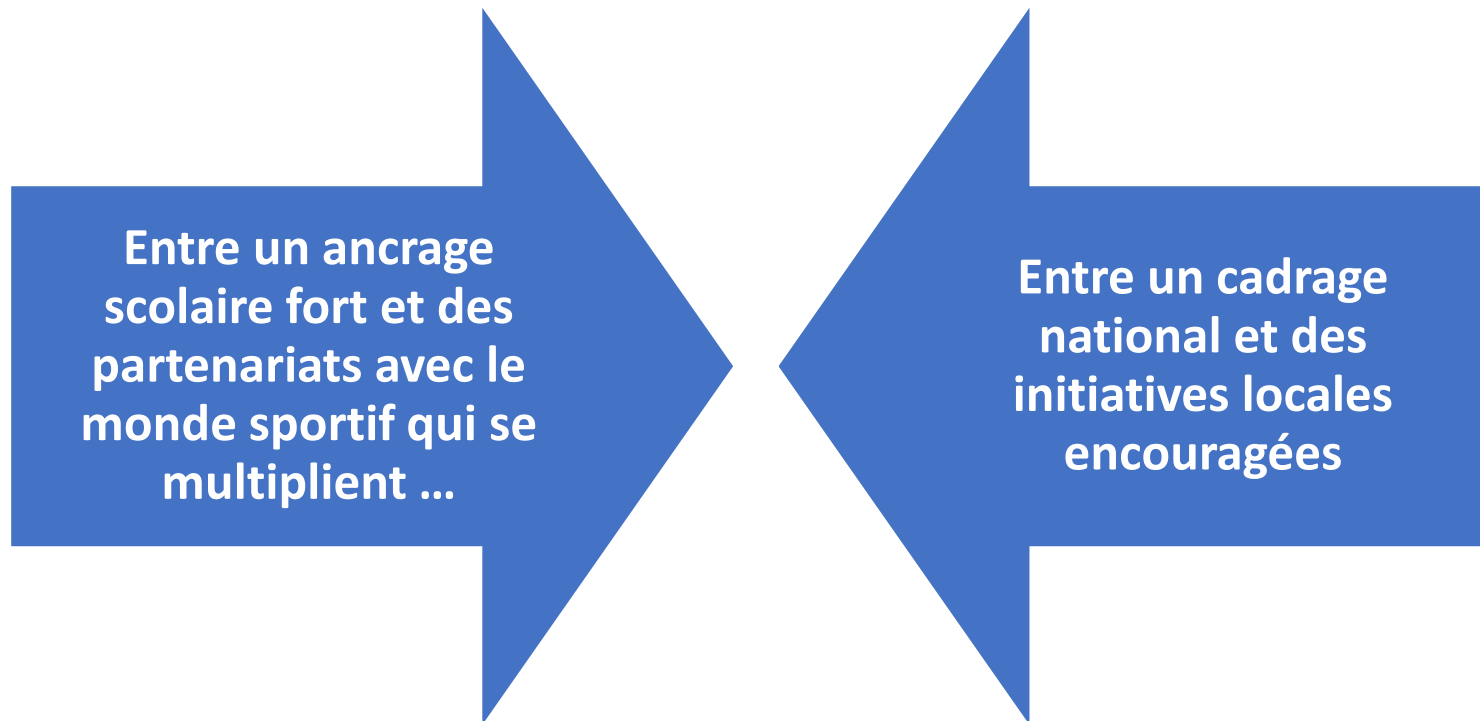 Entre un ancrage
scolaire fort et des
partenariats avec le
monde sportif qui se
multiplient ...
Entre un cadrage
national et des
initiatives locales
encouragées